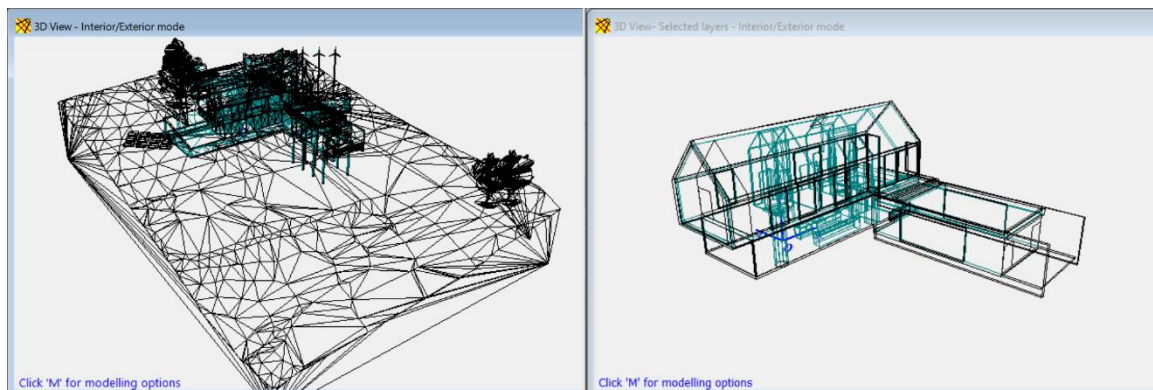 3D View - Interior/Exterior mode
Click 'M' for modelling options
3D View- Selected layers - Interior/Exterior mode
Click 'M' for modelling options